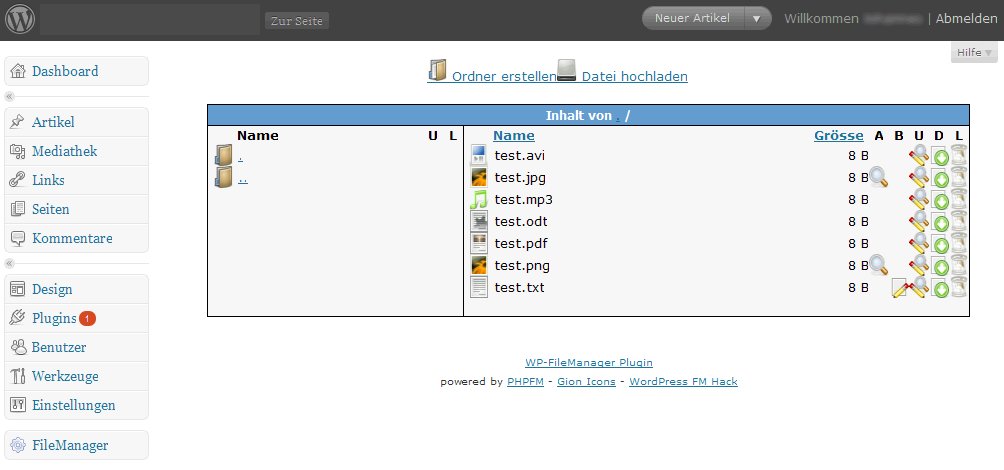 Zur Seite
Neuer Artikel
Willkommen | Abmelden
Hilfe
Dashboard
Artikel
Mediathek
Links
Seiten
Kommentare
Design
Plugins 1
Benutzer
Werkzeuge
Einstellungen
FileManager
Ordner erstellen Datei hochladen
Inhalt von . /
Name U L
.
..
Name Grösse A B U D L
test.avi 8 B
test.jpg 8 B
test.mp3 8 B
test.odt 8 B
test.pdf 8 B
test.png 8 B
test.txt 8 B
WP-FileManager Plugin
powered by PHPFM - Gion Icons - WordPress FM Hack